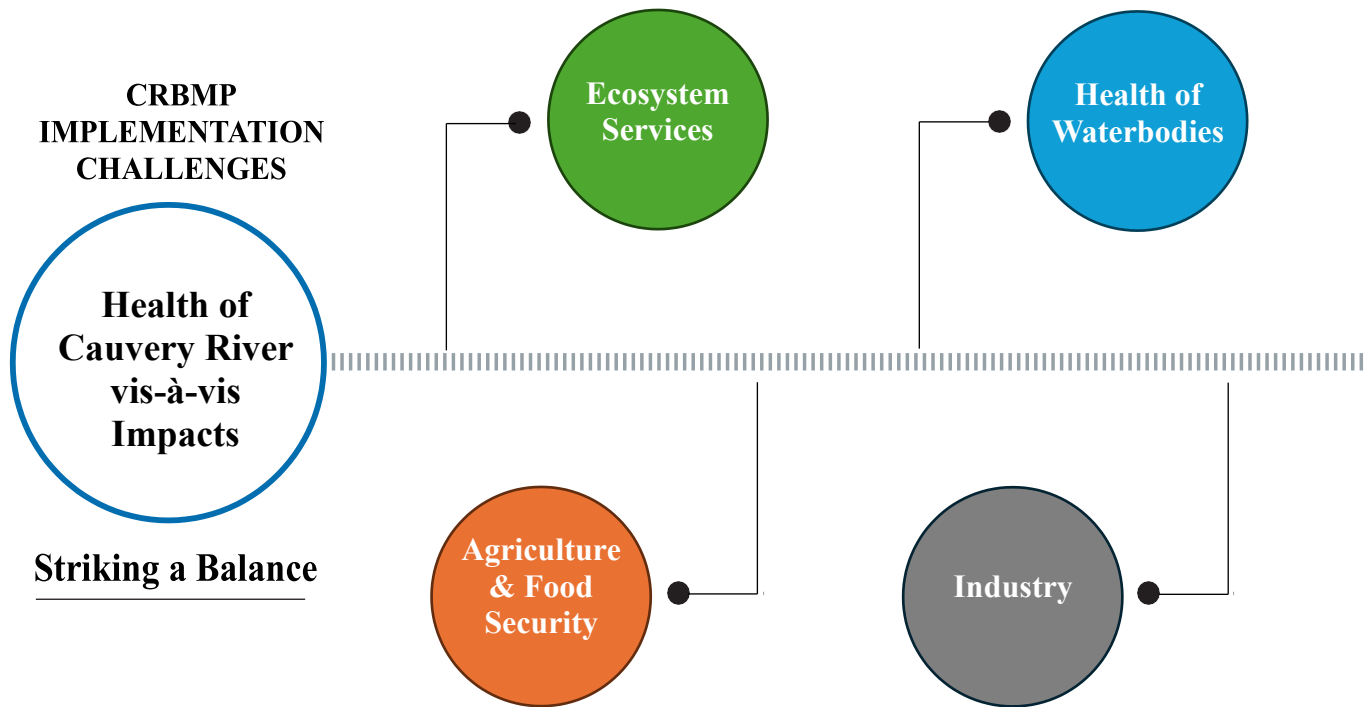 CRBMP
IMPLEMENTATION
CHALLENGES
Health of
Cauvery River
vis-à-vis
Impacts
Striking a Balance
Ecosystem
Services
Health of
Waterbodies
Agriculture
& Food
Security
Industry